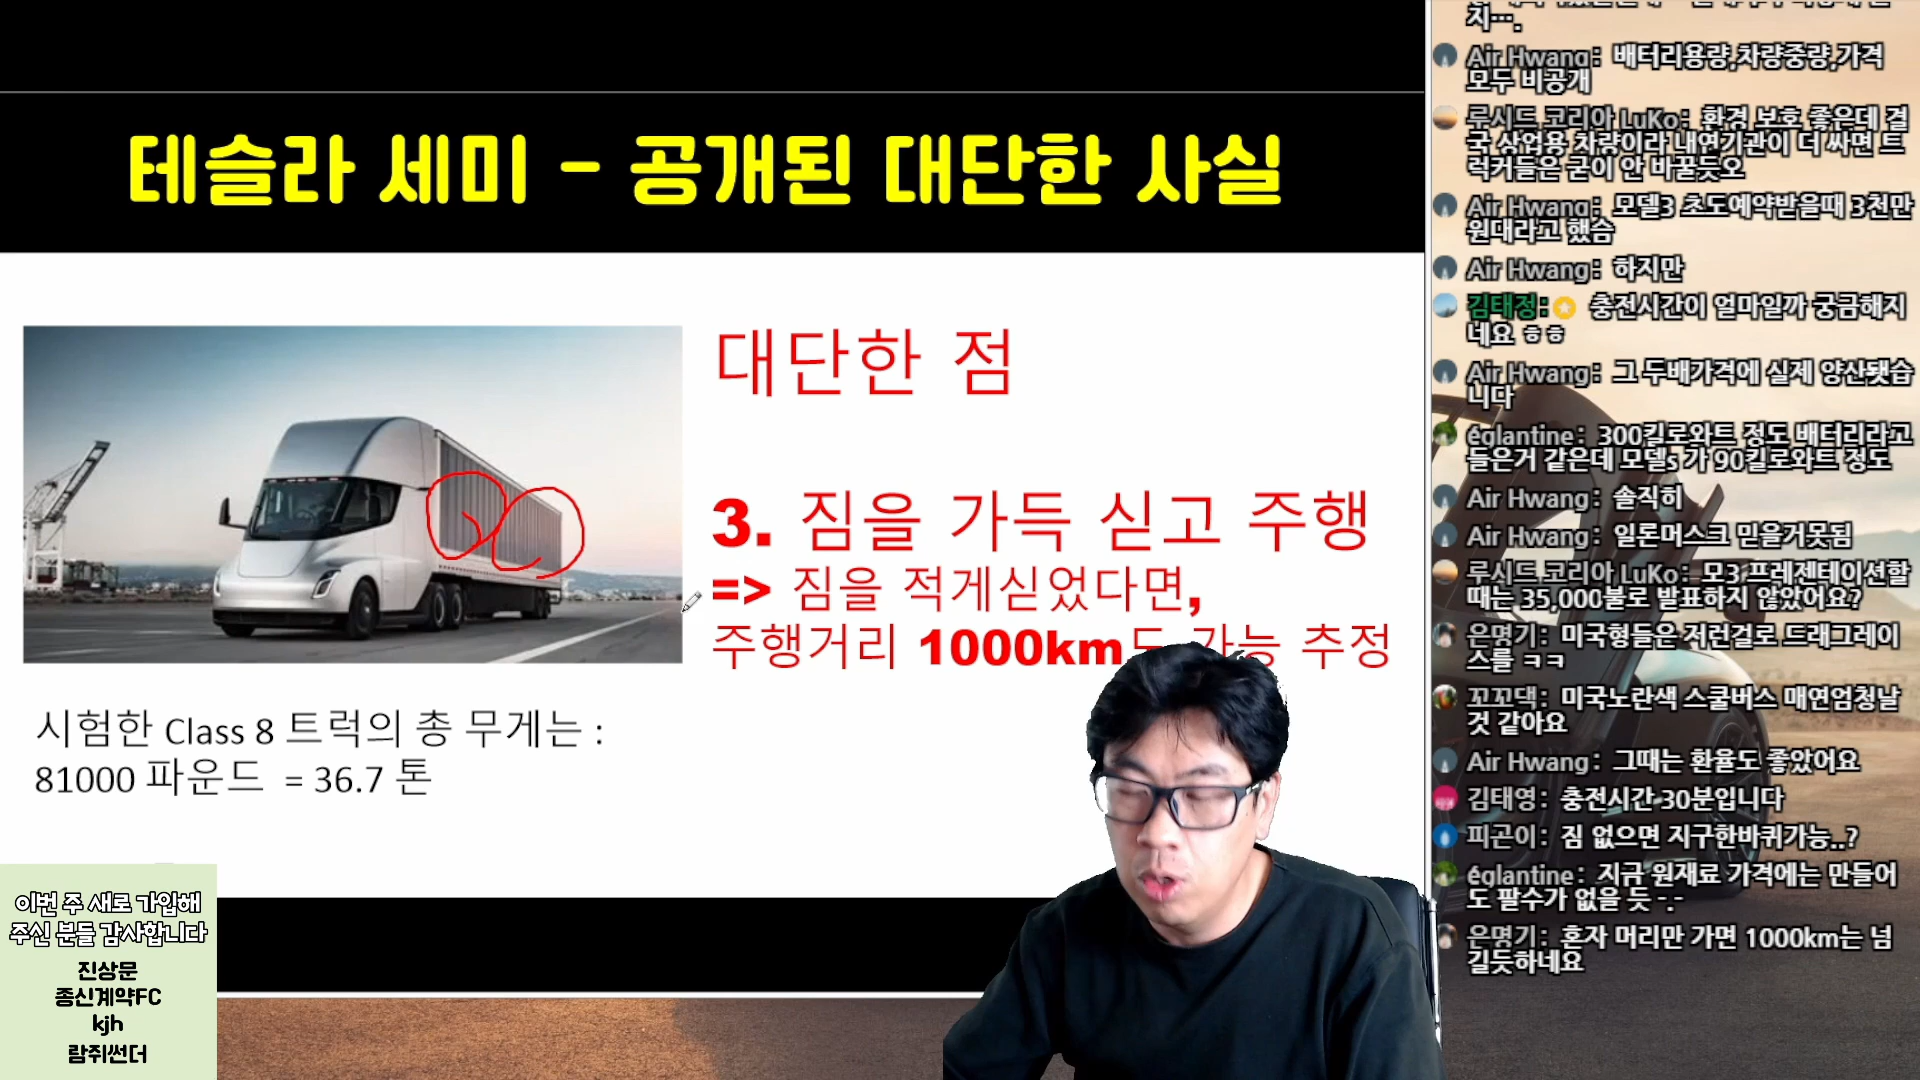 테슬라 세미 - 공개된 대단한 사실
대단한 점
3. 짐을 가득 싣고 주행
=> 짐을 적게싣었다면,
주행거리 1000km도 가능 추정
시험한 Class 8 트럭의 총 무게는 :
81000 파운드 = 36.7 톤
이번 주 새로 가입해
주신 분들 감사합니다
진상문
종신계약FC
kjh
람쥐썬더
치….
Air Hwang: 배터리용량,차량중량,가격
모두 비공개
루시드 코리아 LuKo: 환경 보호 좋은데 결
국 상업용 차량이라 내연기관이 더 싸면 트
럭커들은 굳이 안 바꿀듯오
Air Hwang: 모델3 초도예약받을때 3천만
원대라고 했슴
Air Hwang: 하지만
김태정: 충전시간이 얼마일까 궁금해지
네요 ㅎㅎ
Air Hwang: 그 두배가격에 실제 양산됏습
니다
églantine: 300킬로와트 정도 배터리라고
들은거 같은데 모델s 가 90킬로와트 정도
Air Hwang: 솔직히
Air Hwang: 일론머스크 믿을거못됨
루시드 코리아 LuKo: 모3 프레젠테이션할
때는 35,000불로 발표하지 않았어요?
은명기: 미국형들은 저런걸로 드래그레이
스를 ㅋㅋ
꼬꼬댁: 미국노란색 스쿨버스 매연엄청날
것 같아요
Air Hwang: 그때는 환율도 좋았어요
김태영: 충전시간 30분입니다
피곤이: 짐 없으면 지구한바퀴가능..?
églantine: 지금 원재료 가격에는 만들어
도 팔수가 없을 듯 -.-
은명기: 혼자 머리만 가면 1000km는 넘
길듯하네요